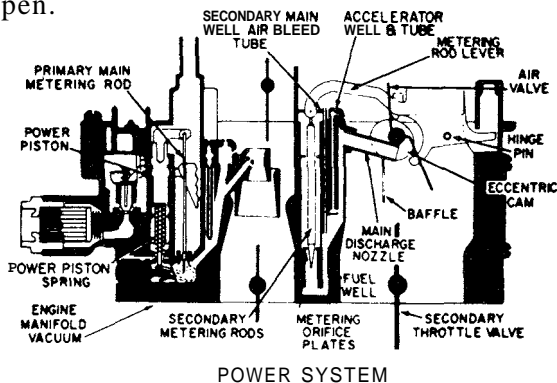 pen.
SECONDARY MAIN
WELL AIR BLEED
TUBE
ACCELERATOR
WELL & TUBE
METERING
ROD LEVER
AIR
VALVE
PRIMARY MAIN
METERING ROD
POWER
PISTON
HINGE
PIN
ECCENTRIC
CAM
BAFFLE
MAIN
DISCHARGE
NOZZLE
POWER PISTON
SPRING
FUEL
WELL
ENGINE
MANIFOLD
VACUUM
SECONDARY
METERING RODS
METERING
ORIFICE
PLATES
SECONDARY
THROTTLE VALVE
POWER SYSTEM